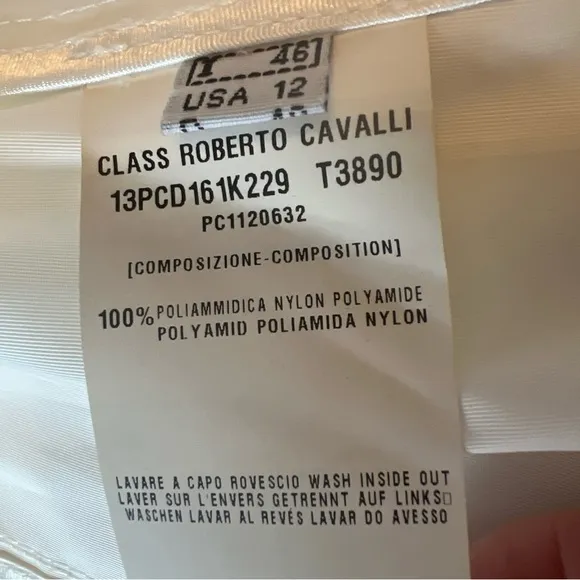 [I 46]
USA 12
CLASS ROBERTO CAVALLI
13PCD161K229 T3890
PC1120632
[COMPOSIZIONE-COMPOSITION]
100% POLIAMMIDICA NYLON POLYAMIDE
POLYAMID POLIAMIDA NYLON
LAVARE A CAPO ROVESCIO WASH INSIDE OUT
LAVER SUR L'ENVERS GETRENNT AUF LINKS□
WASCHEN LAVAR AL REVÉS LAVAR DO AVESSO